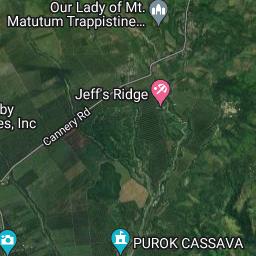 Our Lady of Mt.
Matutum Trappistine...
Jeff's Ridge
by
es, Inc
Cannery Rd
PUROK CASSAVA